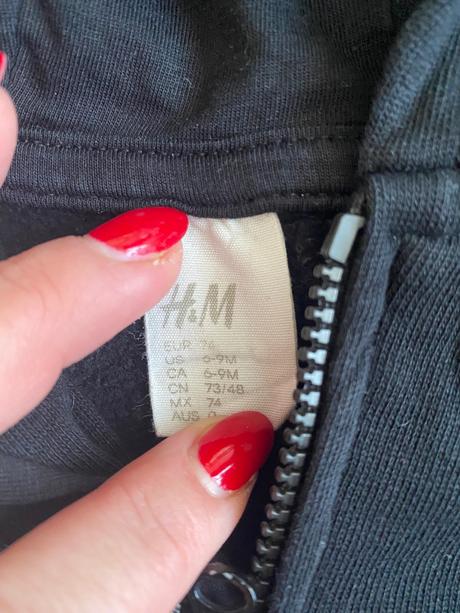 H&M
EUR 74
US 6-9M
CA 6-9M
CN 73/48
MX 74
AUS